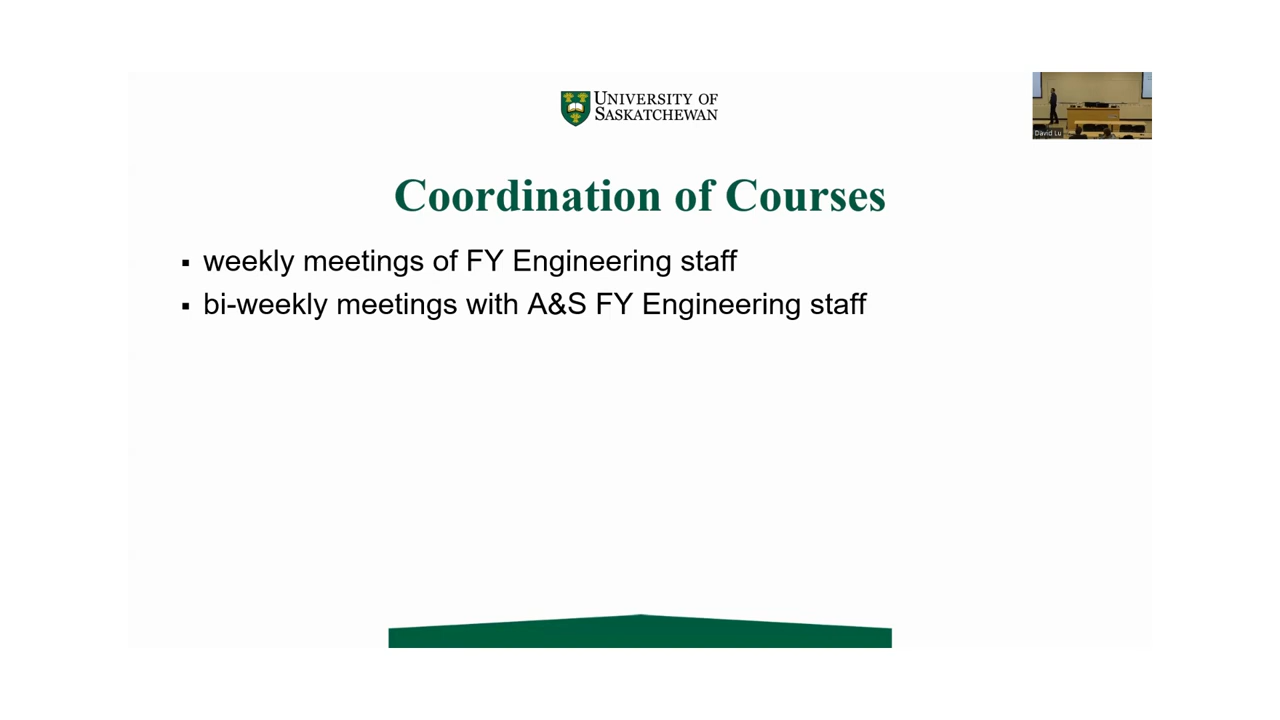 UNIVERSITY OF
SASKATCHEWAN
David Lu
Coordination of Courses
▪ weekly meetings of FY Engineering staff
▪ bi-weekly meetings with A&S FY Engineering staff